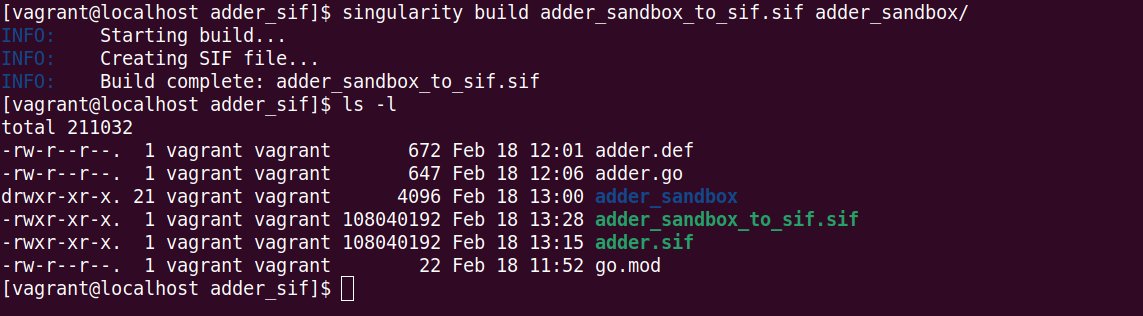 [vagrant@localhost adder_sif]$ singularity build adder_sandbox_to_sif.sif adder_sandbox/
INFO:    Starting build...
INFO:    Creating SIF file...
INFO:    Build complete: adder_sandbox_to_sif.sif
[vagrant@localhost adder_sif]$ ls -l
total 211032
-rw-r--r--.  1 vagrant vagrant       672 Feb 18 12:01 adder.def
-rw-r--r--.  1 vagrant vagrant       647 Feb 18 12:06 adder.go
drwxr-xr-x. 21 vagrant vagrant      4096 Feb 18 13:00 adder_sandbox
-rwxr-xr-x.  1 vagrant vagrant 108040192 Feb 18 13:28 adder_sandbox_to_sif.sif
-rwxr-xr-x.  1 vagrant vagrant 108040192 Feb 18 13:15 adder.sif
-rw-r--r--.  1 vagrant vagrant        22 Feb 18 11:52 go.mod
[vagrant@localhost adder_sif]$